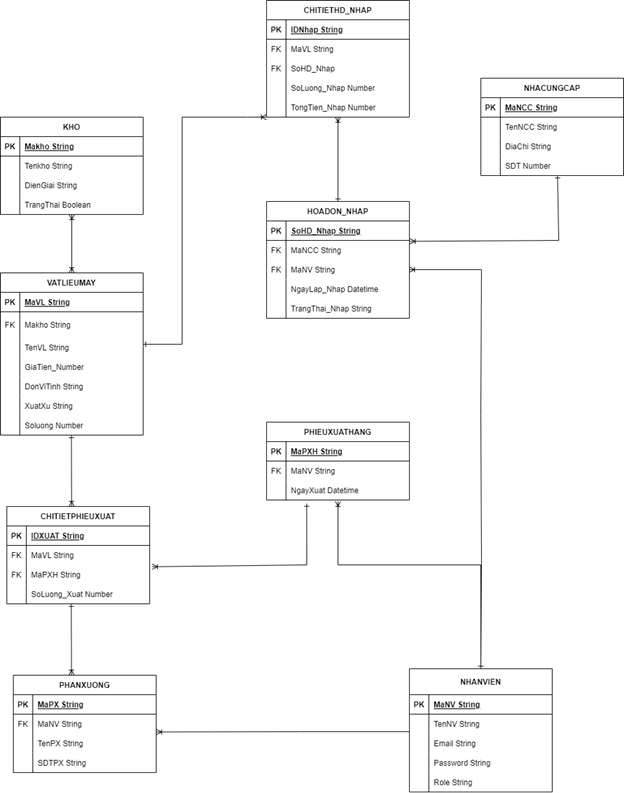 CHITIETHD_NHAP
PK IDNhap String
FK MaVL String
FK SoHD_Nhap
SoLuong_Nhap Number
TongTien_Nhap Number
NHACUNGCAP
PK MaNCC String
TenNCC String
DiaChi String
SDT Number
KHO
PK Makho String
Tenkho String
DienGiai String
TrangThai Boolean
HOADON_NHAP
PK SoHD_Nhap String
FK MaNCC String
FK MaNV String
NgayLap_Nhap Datetime
TrangThai_Nhap String
VATLIEUMAY
PK MaVL String
FK Makho String
TenVL String
GiaTien_Number
DonViTinh String
XuatXu String
Soluong Number
PHIEUXUATHANG
PK MaPXH String
FK MaNV String
NgayXuat Datetime
CHITIETPHIEUXUAT
PK IDXUAT String
FK MaVL String
FK MaPXH String
SoLuong_Xuat Number
PHANXUONG
PK MaPX String
FK MaNV String
TenPX String
SDTPX String
NHANVIEN
PK MaNV String
TenNV String
Email String
Password String
Role String